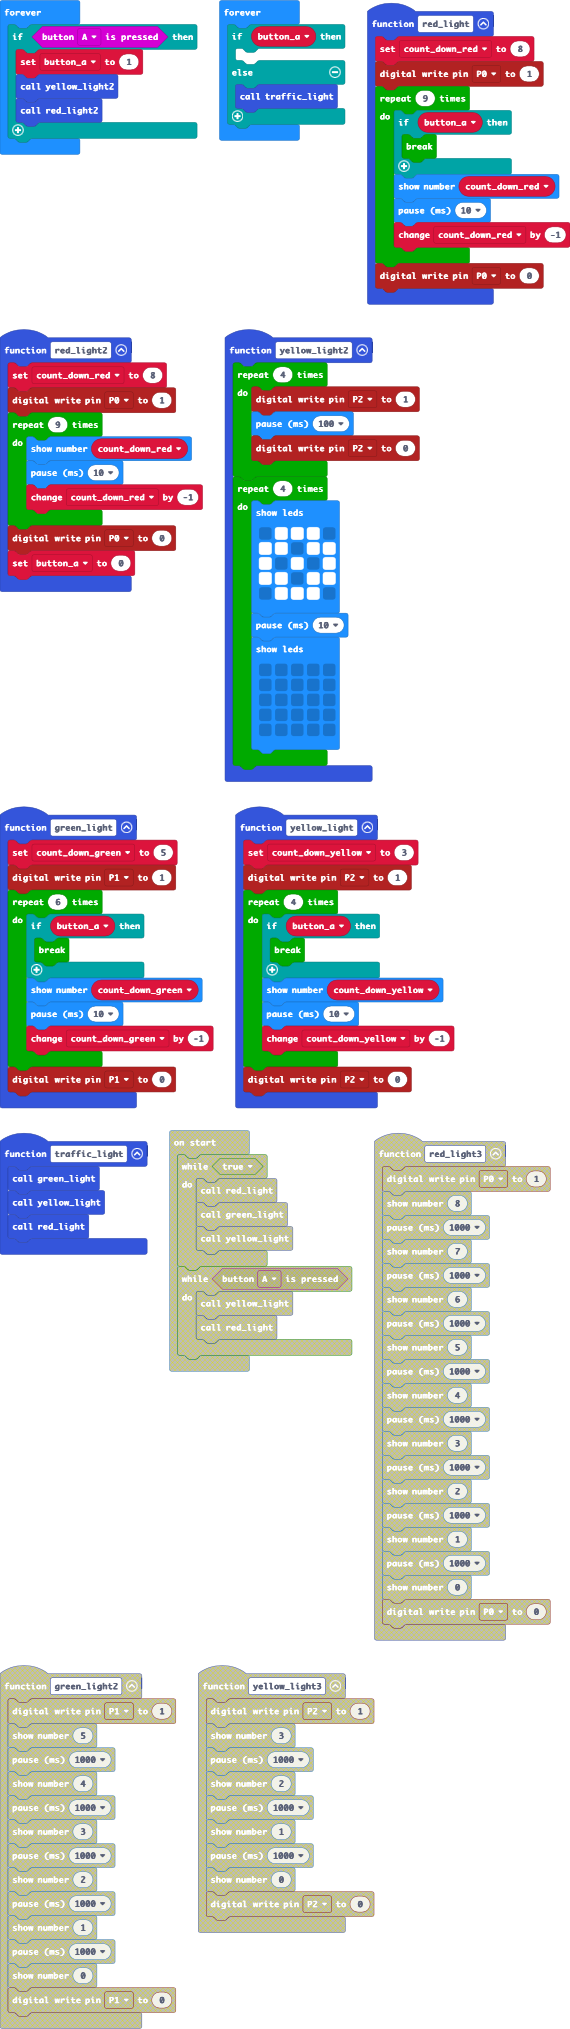 forever
if button A is pressed then
set button_a to 1
call yellow_light2
call red_light2
forever
if button_a then
else
call traffic_light
function red_light
set count_down_red to 8
digital write pin P0 to 1
repeat 9 times
do
if button_a then
break
show number count_down_red
pause (ms) 10
change count_down_red by -1
digital write pin P0 to 0
function red_light2
set count_down_red to 8
digital write pin P0 to 1
repeat 9 times
do
show number count_down_red
pause (ms) 10
change count_down_red by -1
digital write pin P0 to 0
set button_a to 0
function yellow_light2
repeat 4 times
do
digital write pin P2 to 1
pause (ms) 100
digital write pin P2 to 0
repeat 4 times
do
show leds
pause (ms) 10
show leds
function green_light
set count_down_green to 5
digital write pin P1 to 1
repeat 6 times
do
if button_a then
break
show number count_down_green
pause (ms) 10
change count_down_green by -1
digital write pin P1 to 0
function yellow_light
set count_down_yellow to 3
digital write pin P2 to 1
repeat 4 times
do
if button_a then
break
show number count_down_yellow
pause (ms) 10
change count_down_yellow by -1
digital write pin P2 to 0
function traffic_light
call green_light
call yellow_light
call red_light
on start
while true
do
call red_light
call green_light
call yellow_light
while button A is pressed
do
call yellow_light
call red_light
function red_light3
digital write pin P0 to 1
show number 8
pause (ms) 1000
show number 7
pause (ms) 1000
show number 6
pause (ms) 1000
show number 5
pause (ms) 1000
show number 4
pause (ms) 1000
show number 3
pause (ms) 1000
show number 2
pause (ms) 1000
show number 1
pause (ms) 1000
show number 0
digital write pin P0 to 0
function green_light2
digital write pin P1 to 1
show number 5
pause (ms) 1000
show number 4
pause (ms) 1000
show number 3
pause (ms) 1000
show number 2
pause (ms) 1000
show number 1
pause (ms) 1000
show number 0
digital write pin P1 to 0
function yellow_light3
digital write pin P2 to 1
show number 3
pause (ms) 1000
show number 2
pause (ms) 1000
show number 1
pause (ms) 1000
show number 0
digital write pin P2 to 0